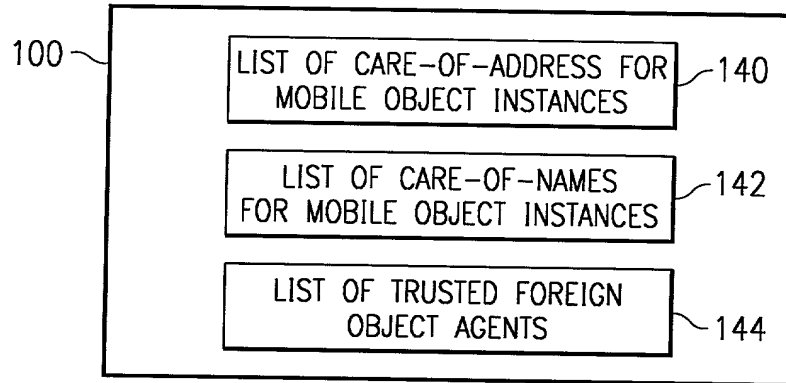 100
LIST OF CARE-OF-ADDRESS FOR
MOBILE OBJECT INSTANCES
140
LIST OF CARE-OF-NAMES
FOR MOBILE OBJECT INSTANCES
142
LIST OF TRUSTED FOREIGN
OBJECT AGENTS
144